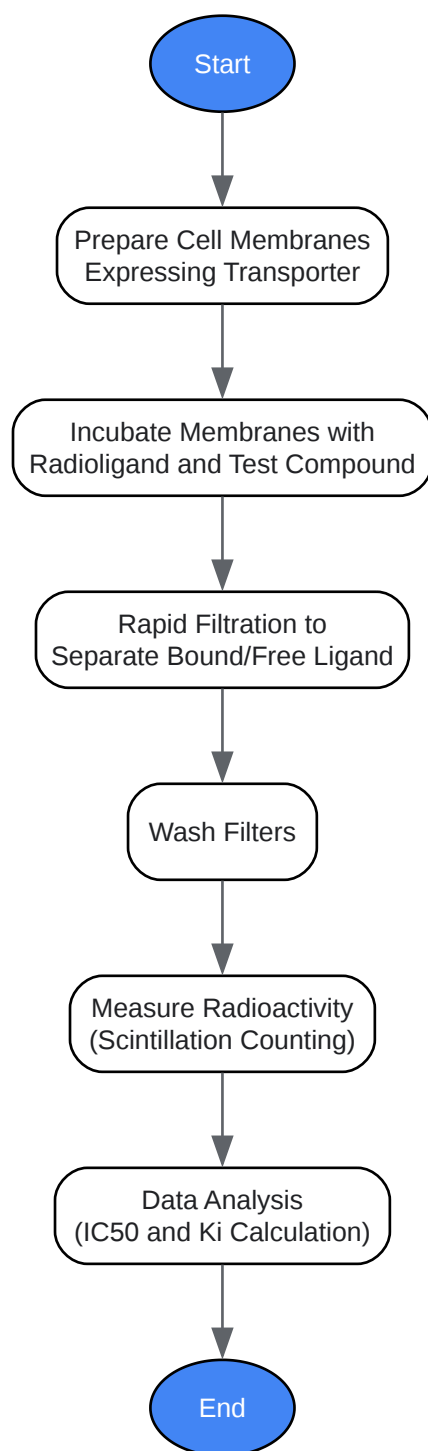 Start
Prepare Cell Membranes
Expressing Transporter
Incubate Membranes with
Radioligand and Test Compound
Rapid Filtration to
Separate Bound/Free Ligand
Wash Filters
Measure Radioactivity
(Scintillation Counting)
Data Analysis
(IC50 and Ki Calculation)
End